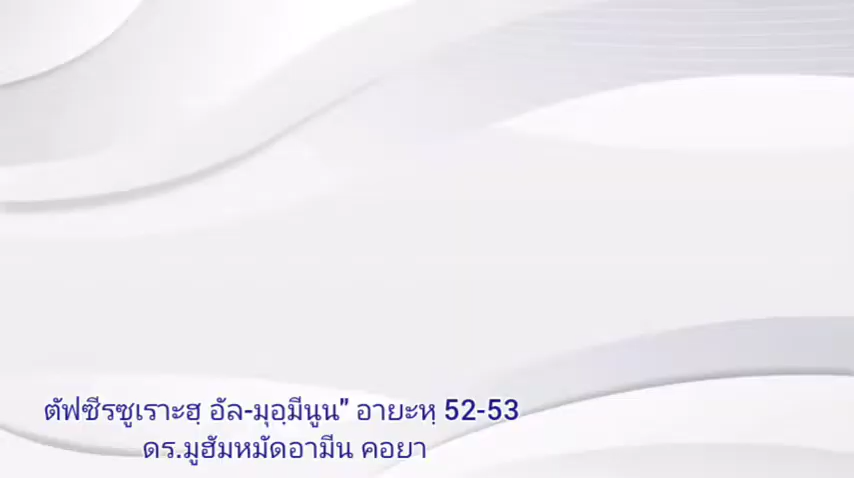 ตัฟซีรซูเราะฮฺ อัล-มุอฺมีนูน" อายะหฺ 52-53
ดร.มูฮัมหมัดอามีน คอยา